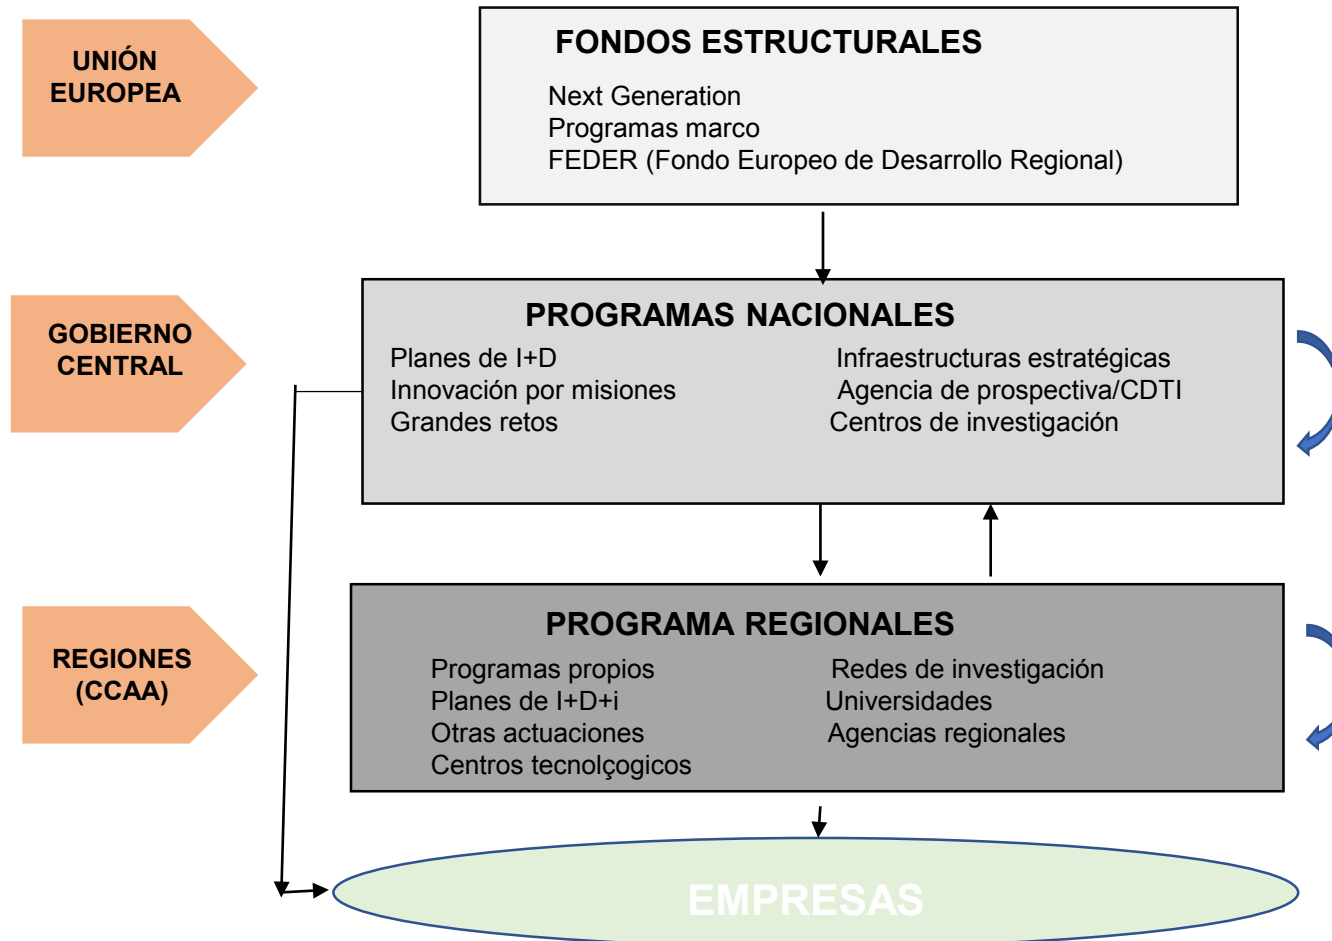 UNIÓN
EUROPEA
FONDOS ESTRUCTURALES
Next Generation
Programas marco
FEDER (Fondo Europeo de Desarrollo Regional)
GOBIERNO
CENTRAL
PROGRAMAS NACIONALES
Planes de I+D
Innovación por misiones
Grandes retos
Infraestructuras estratégicas
Agencia de prospectiva/CDTI
Centros de investigación
REGIONES
(CCAA)
PROGRAMA REGIONALES
Programas propios
Planes de I+D+i
Otras actuaciones
Centros tecnolçogicos
Redes de investigación
Universidades
Agencias regionales
EMPRESAS